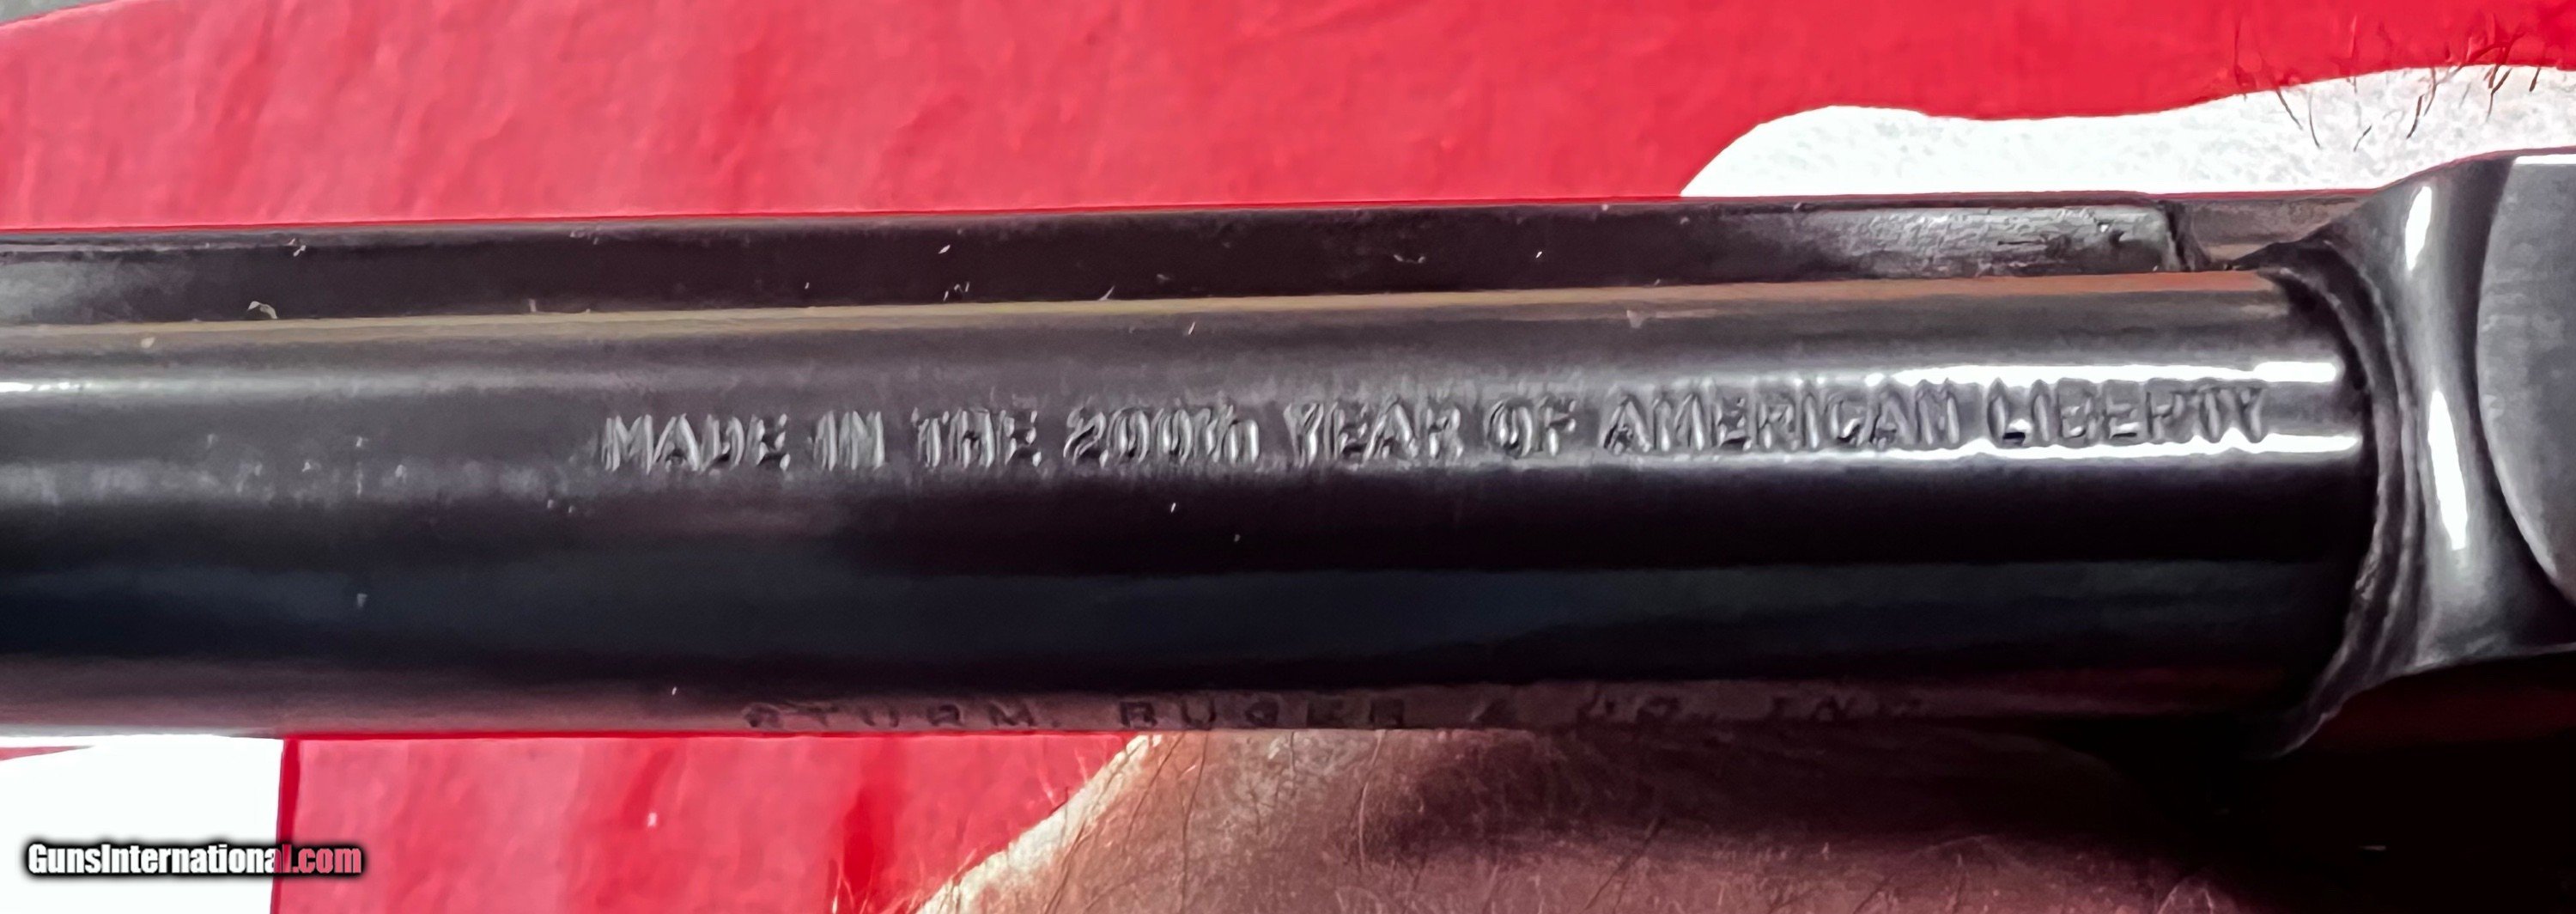 MADE IN THE 200th YEAR OF AMERICAN LIBERTY
STURM, RUGER & CO. INC.
GunsInternational.com